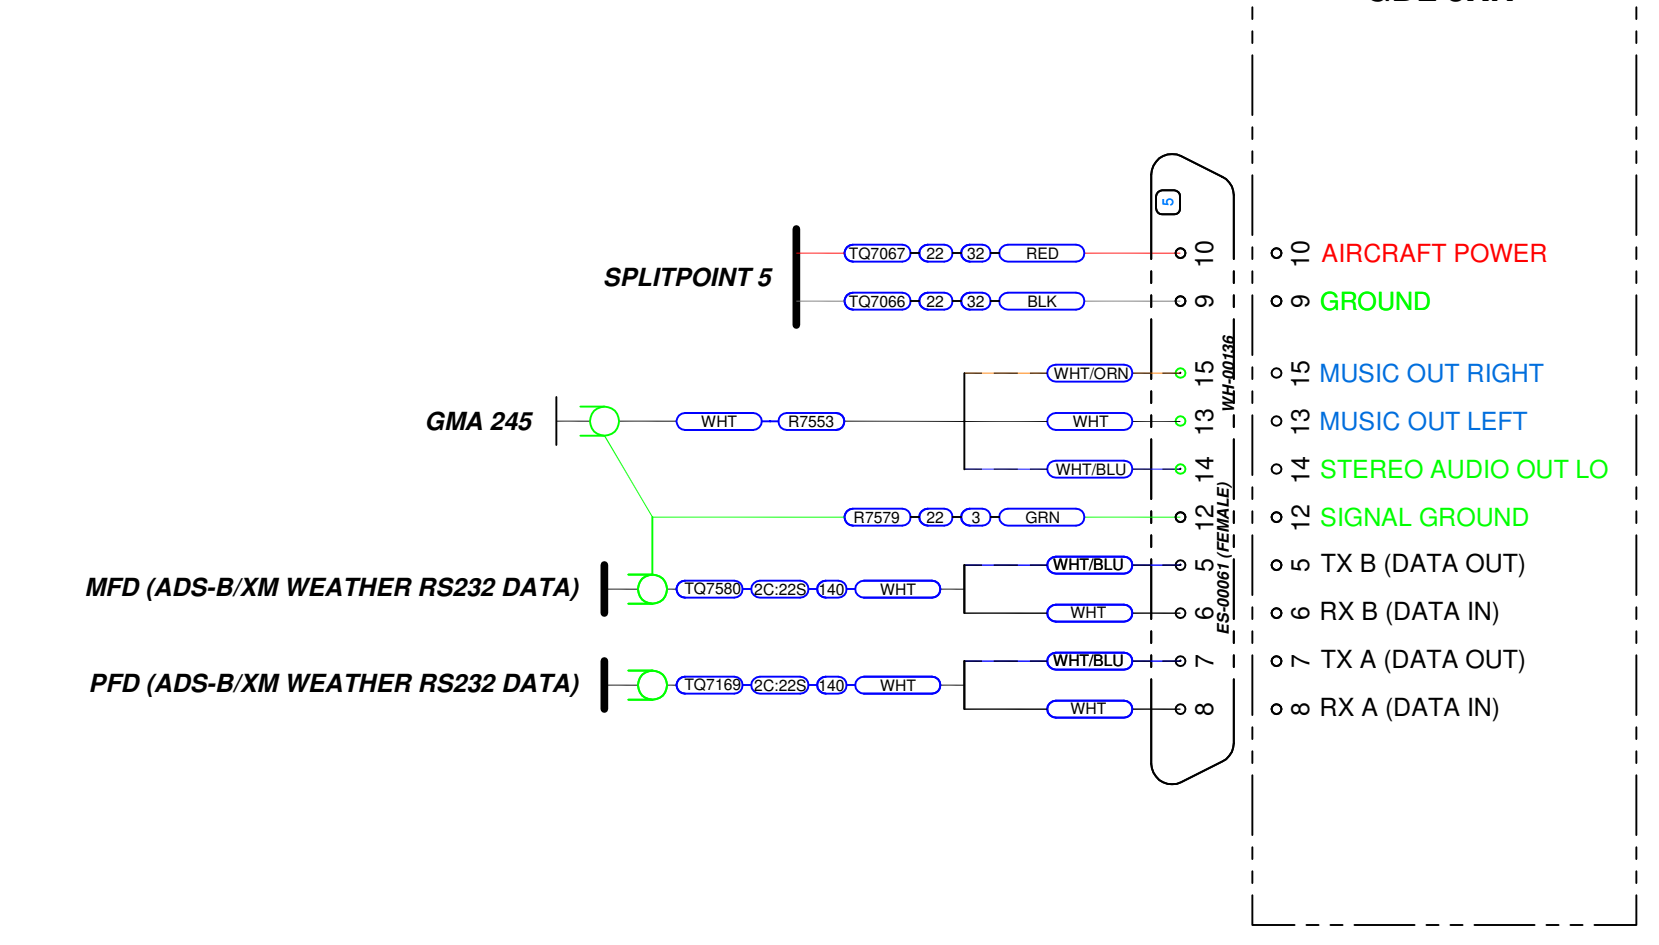 5
SPLITPOINT 5
TQ7067 22 32 RED 10 10 AIRCRAFT POWER
TQ7066 22 32 BLK 9 9 GROUND
WH-00136
WHT/ORN 15 15 MUSIC OUT RIGHT
GMA 245 WHT R7553 WHT 13 13 MUSIC OUT LEFT
WHT/BLU 14 14 STEREO AUDIO OUT LO
R7579 22 3 GRN 12 12 SIGNAL GROUND
ES-00061 (FEMALE)
WHT/BLU 5 5 TX B (DATA OUT)
MFD (ADS-B/XM WEATHER RS232 DATA) TQ7580 2C:22S 140 WHT
WHT 6 6 RX B (DATA IN)
WHT/BLU 7 7 TX A (DATA OUT)
PFD (ADS-B/XM WEATHER RS232 DATA) TQ7169 2C:22S 140 WHT
WHT 8 8 RX A (DATA IN)